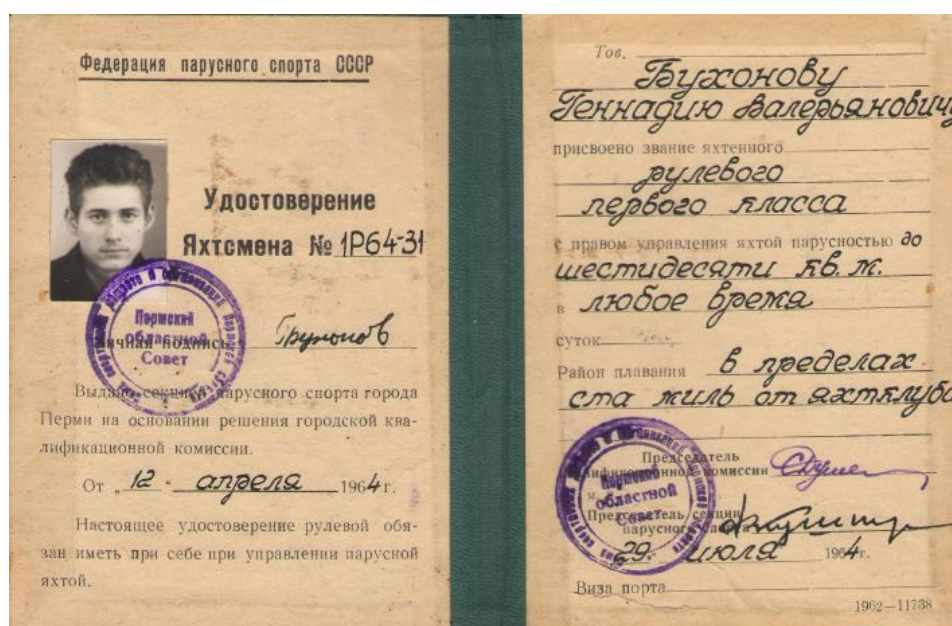 Федерация парусного спорта СССР
Удостоверение
Яхтсмена № 1Р64-31
Личная подпись
Пермский
областной
Совет
Выдано секцией парусного спорта города
Перми на основании решения городской ква-
лификационной комиссии.
От „12“ апреля 1964 г.
Настоящее удостоверение рулевой обя-
зан иметь при себе при управлении парусной
яхтой.
Тов.
Бухонову
Геннадию Валерьяновичу
присвоено звание яхтенного
рулевого
первого класса
с правом управления яхтой парусностью до
шестидесяти кв. м.
в любое время
суток
Район плавания в пределах
ста миль от яхтклуба
Председатель
квалификационной комиссии
Пермский
областной
Совет
и
Председатель секции
парусного спорта
29. июля 1964г.
Виза порта
1962—11738